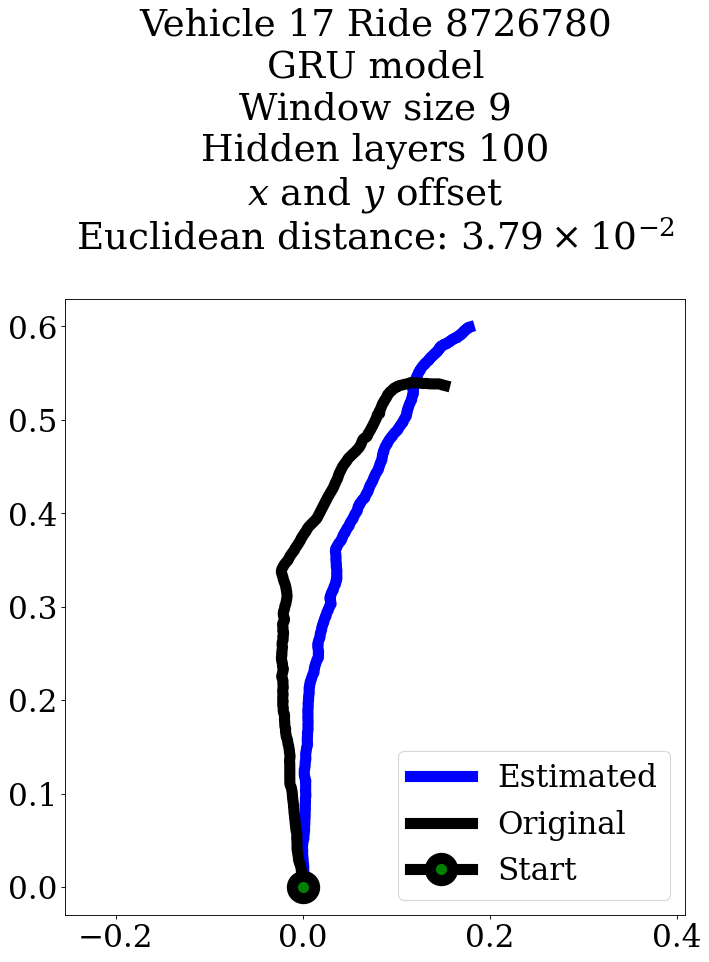 Vehicle 17 Ride 8726780
GRU model
Window size 9
Hidden layers 100
x and y offset
Euclidean distance: 3.79 × 10⁻²
0.6
0.5
0.4
0.3
0.2
0.1
0.0
−0.2 0.0 0.2 0.4
Estimated
Original
Start